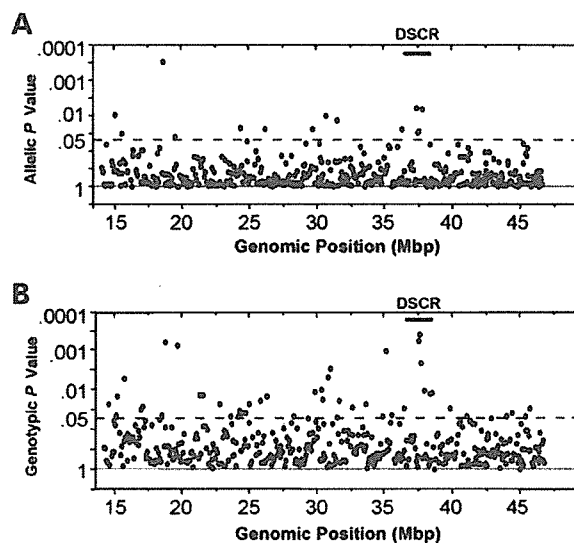 A
DSCR
.0001
.001
.01
.05
1
Allelic P Value
15 20 25 30 35 40 45
Genomic Position (Mbp)
B
DSCR
.0001
.001
.01
.05
1
Genotypic P Value
15 20 25 30 35 40 45
Genomic Position (Mbp)